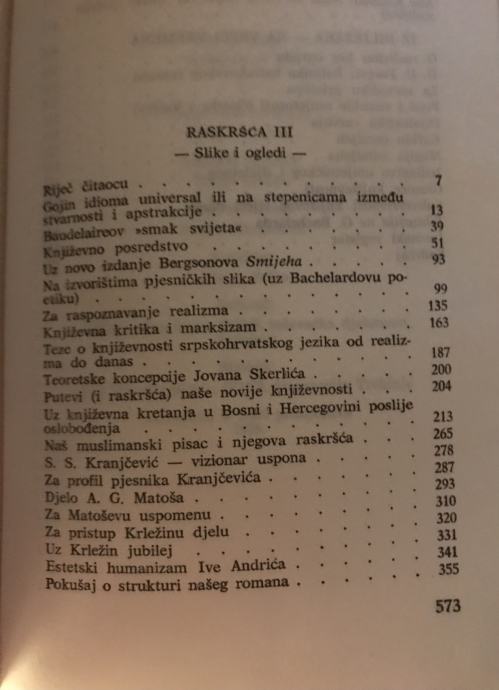 RASKRŠĆA III
— Slike i ogledi —
Riječ čitaocu . . . . . . . . . . . 7
Gojin idioma universal ili na stepenicama između
stvarnosti i apstrakcije . . . . . . . . 13
Baudelaireov »smak svijeta« . . . . . . . 39
Književno posredstvo . . . . . . . . 51
Uz novo izdanje Bergsonova Smijeha . . . . 93
Na izvorištima pjesničkih slika (uz Bachelardovu po-
etiku) . . . . . . . . . . . . . 99
Za raspoznavanje realizma . . . . . . . 135
Književna kritika i marksizam . . . . . . 163
Teze o književnosti srpskohrvatskog jezika od realiz-
ma do danas . . . . . . . . . . . 187
Teoretske koncepcije Jovana Skerlića . . . . 200
Putevi (i raskršća) naše novije književnosti . . . 204
Uz književna kretanja u Bosni i Hercegovini poslije
oslobođenja . . . . . . . . . . . 213
Naš muslimanski pisac i njegova raskršća . . . 265
S. S. Kranjčević — vizionar uspona . . . . 278
Za profil pjesnika Kranjčevića . . . . . . 287
Djelo A. G. Matoša . . . . . . . . . 293
Za Matoševu uspomenu . . . . . . . . 310
Za pristup Krležinu djelu . . . . . . . 320
Uz Krležin jubilej . . . . . . . . . 331
Estetski humanizam Ive Andrića . . . . . 341
Pokušaj o strukturi našeg romana . . . . . 355
573